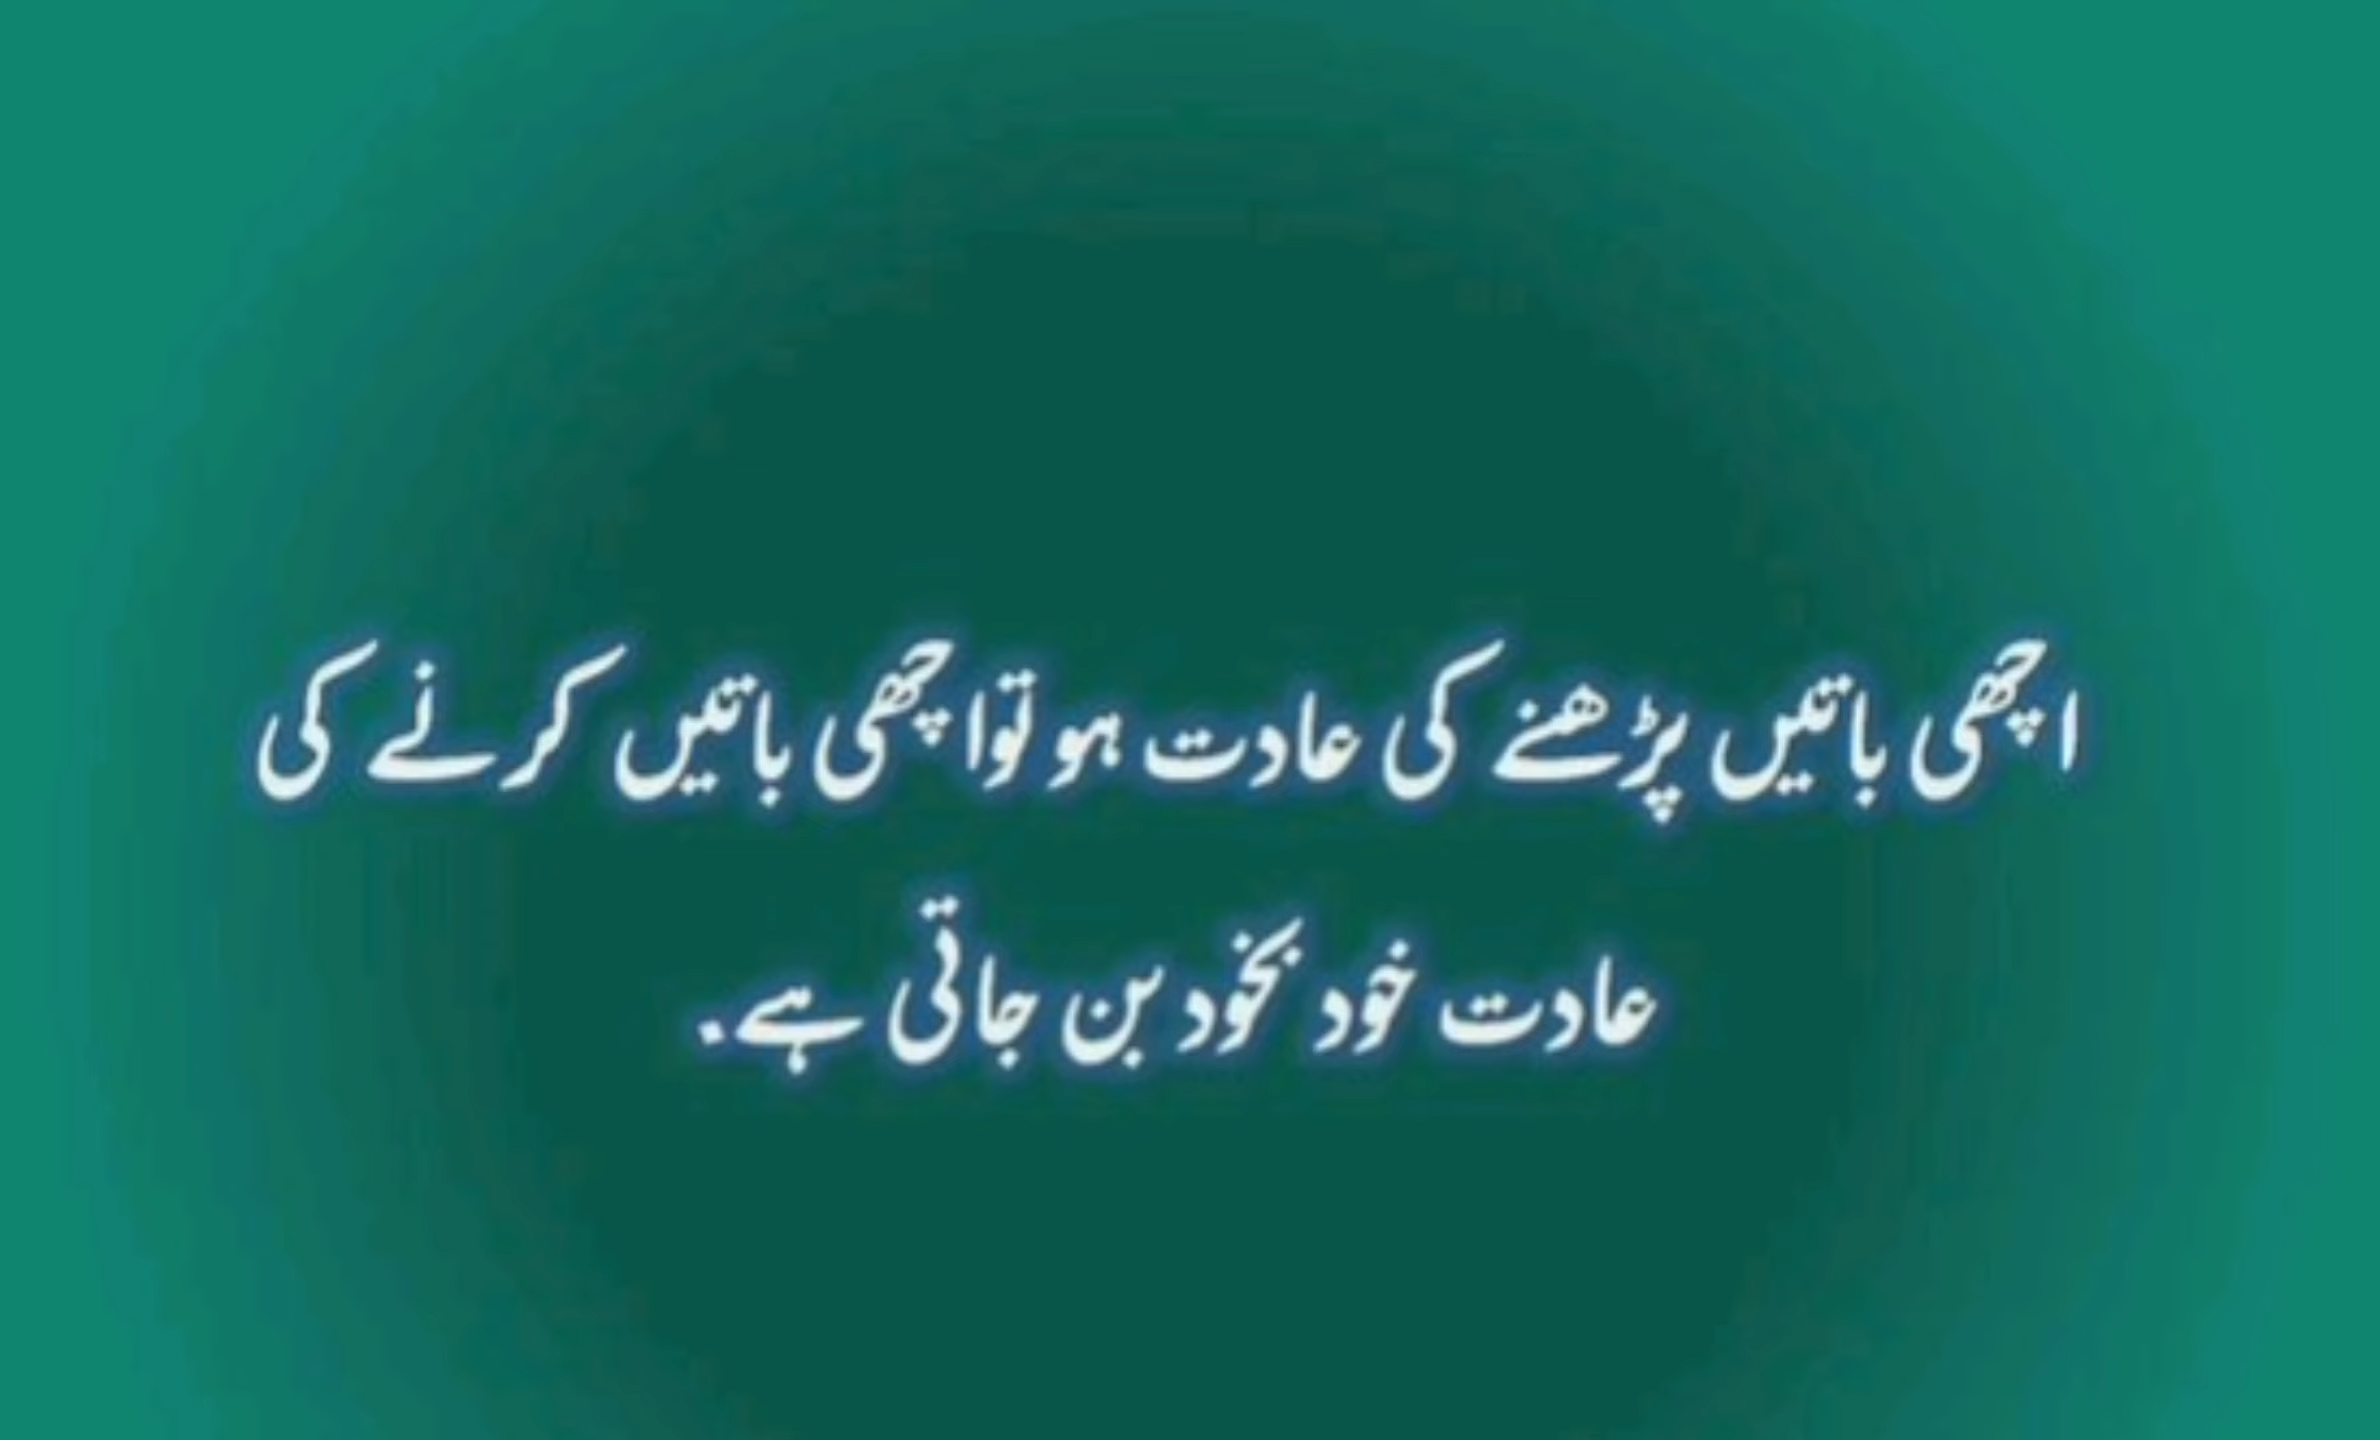 اچھی باتیں پڑھنے کی عادت ہو تو اچھی باتیں کرنے کی
عادت خود بخود بن جاتی ہے.